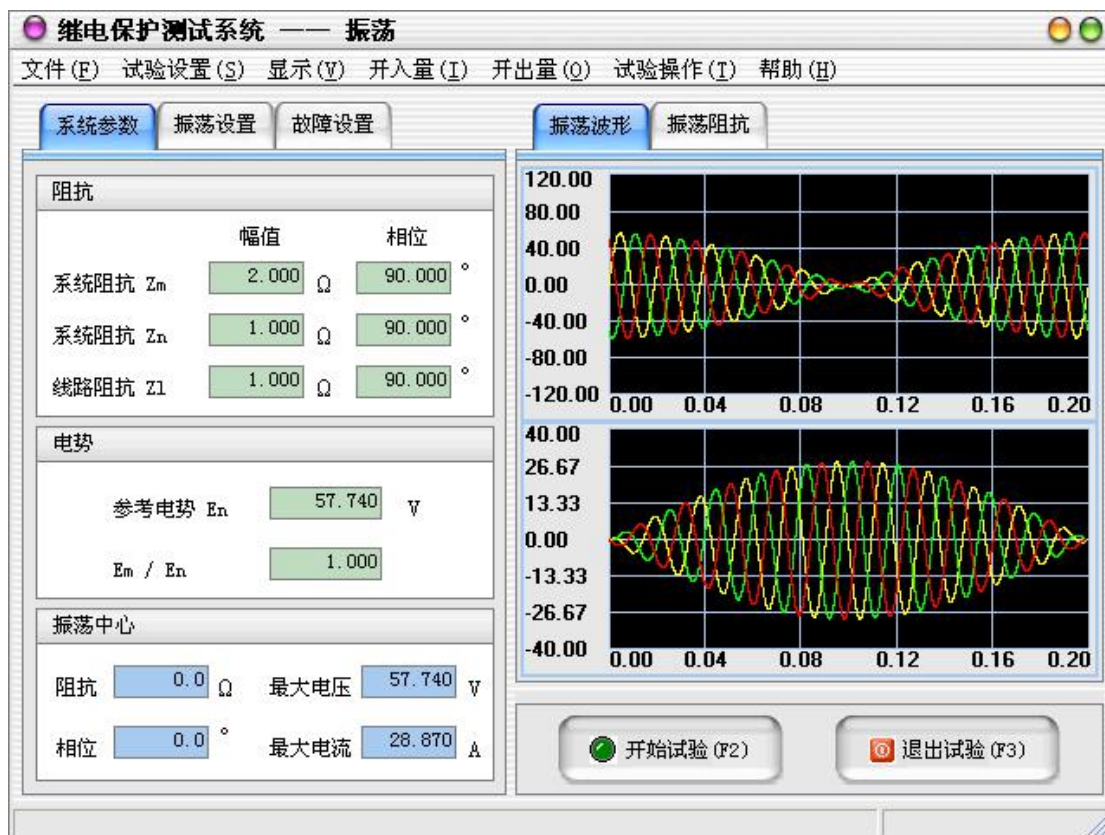 继电保护测试系统 —— 振荡
文件(F) 试验设置(S) 显示(V) 开入量(I) 开出量(O) 试验操作(T) 帮助(H)
系统参数 振荡设置 故障设置
阻抗
幅值 相位
系统阻抗 Zm 2.000 Ω 90.000 °
系统阻抗 Zn 1.000 Ω 90.000 °
线路阻抗 Zl 1.000 Ω 90.000 °
电势
参考电势 En 57.740 V
Em / En 1.000
振荡中心
阻抗 0.0 Ω 最大电压 57.740 V
相位 0.0 ° 最大电流 28.870 A
振荡波形 振荡阻抗
120.00
80.00
40.00
0.00
-40.00
-80.00
-120.00
0.00 0.04 0.08 0.12 0.16 0.20
40.00
26.67
13.33
0.00
-13.33
-26.67
-40.00
0.00 0.04 0.08 0.12 0.16 0.20
开始试验(F2) 退出试验(F3)